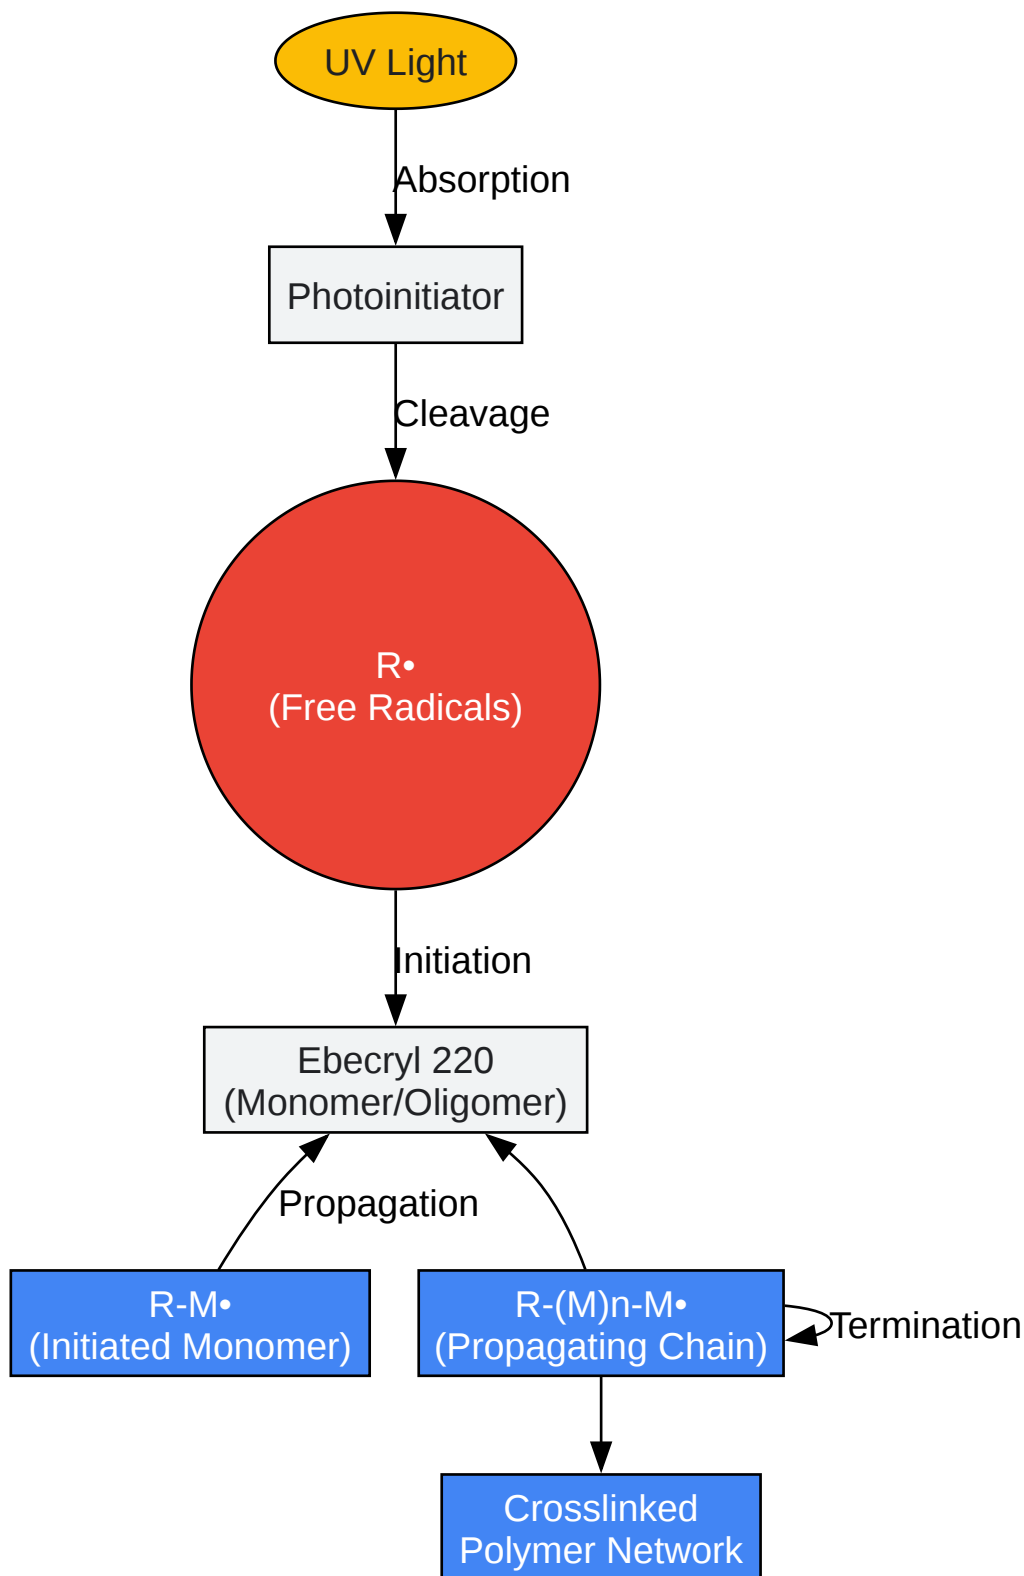 UV Light
Absorption
Photoinitiator
Cleavage
R•
(Free Radicals)
Initiation
Ebecryl 220
(Monomer/Oligomer)
Propagation
R-M•
(Initiated Monomer)
R-(M)n-M•
(Propagating Chain)
Termination
Crosslinked
Polymer Network